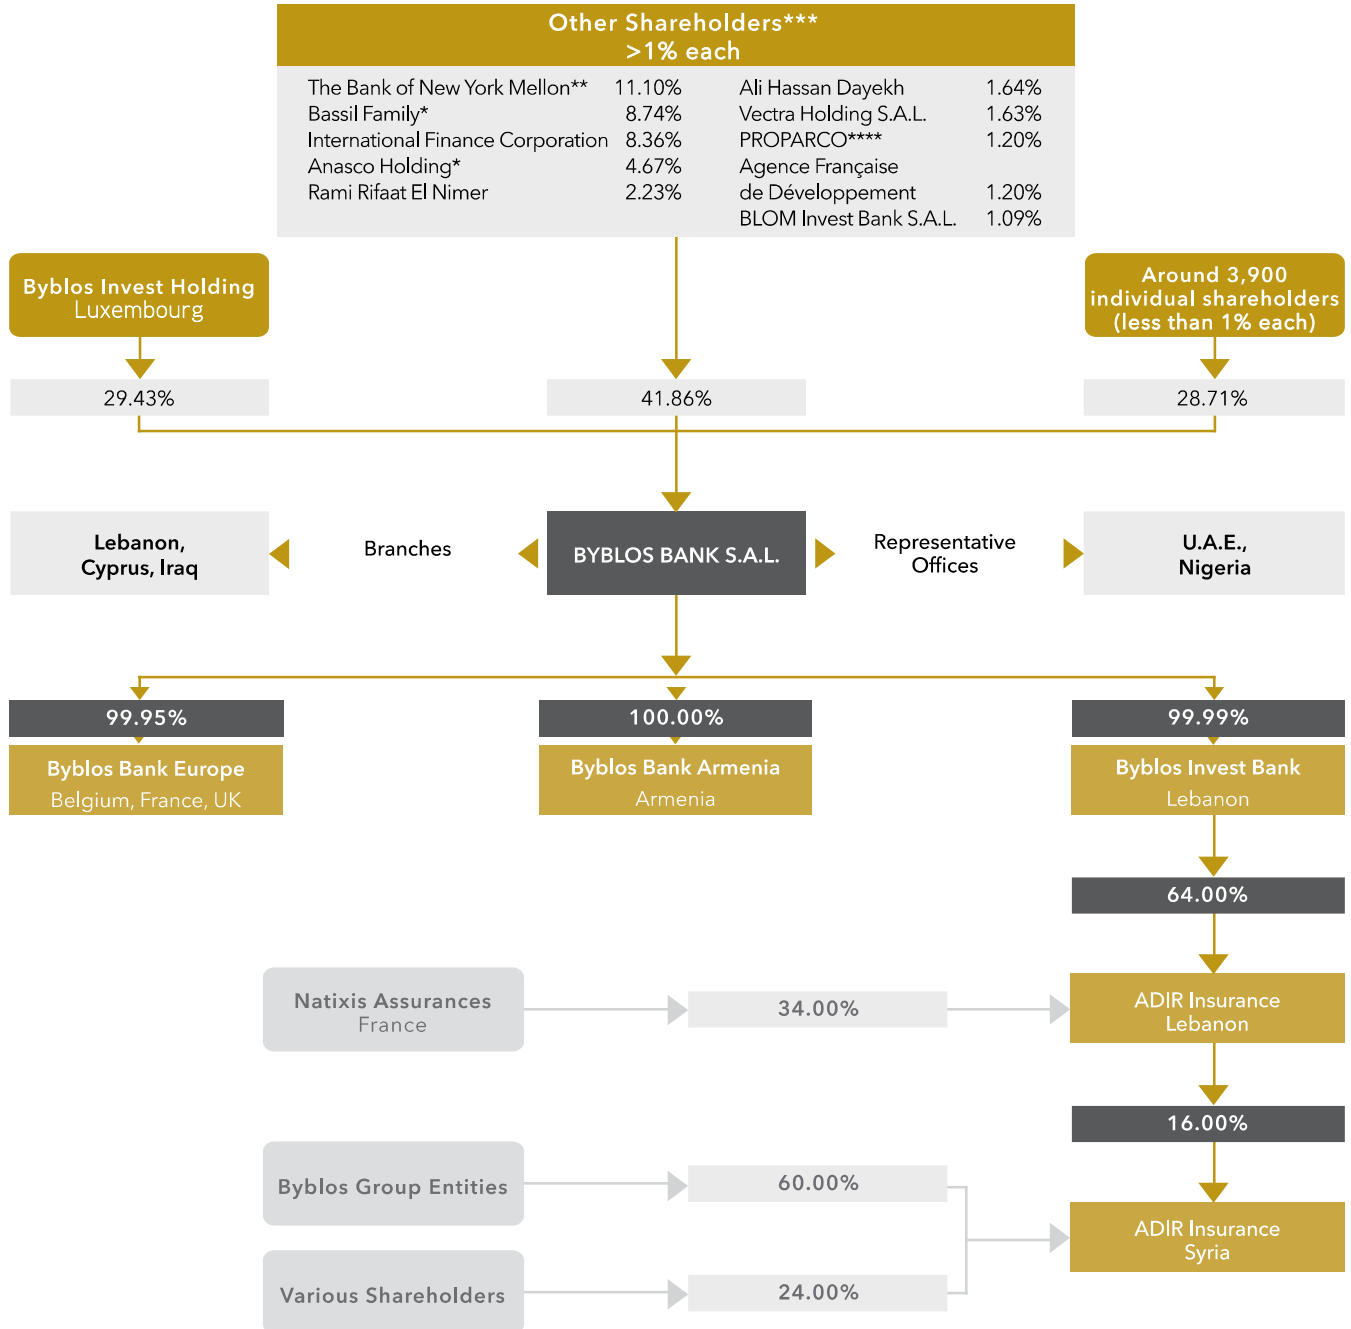 Other Shareholders***
>1% each
The Bank of New York Mellon** 11.10%
Bassil Family* 8.74%
International Finance Corporation 8.36%
Anasco Holding* 4.67%
Rami Rifaat El Nimer 2.23%
Ali Hassan Dayekh 1.64%
Vectra Holding S.A.L. 1.63%
PROPARCO**** 1.20%
Agence Française
de Développement 1.20%
BLOM Invest Bank S.A.L. 1.09%
Byblos Invest Holding
Luxembourg
Around 3,900
individual shareholders
(less than 1% each)
29.43%
41.86%
28.71%
Lebanon,
Cyprus, Iraq
Branches
BYBLOS BANK S.A.L.
Representative
Offices
U.A.E.,
Nigeria
99.95%
100.00%
99.99%
Byblos Bank Europe
Belgium, France, UK
Byblos Bank Armenia
Armenia
Byblos Invest Bank
Lebanon
64.00%
Natixis Assurances
France
34.00%
ADIR Insurance
Lebanon
16.00%
Byblos Group Entities
60.00%
ADIR Insurance
Syria
Various Shareholders
24.00%